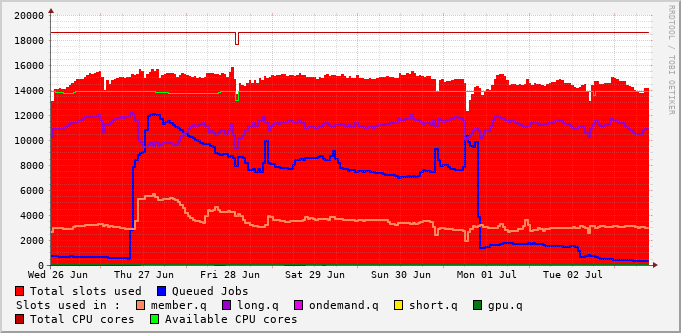 20000
18000
16000
14000
12000
10000
8000
6000
4000
2000
0
Wed 26 Jun Thu 27 Jun Fri 28 Jun Sat 29 Jun Sun 30 Jun Mon 01 Jul Tue 02 Jul
Total slots used Queued Jobs
Slots used in : member.q long.q ondemand.q short.q gpu.q
Total CPU cores Available CPU cores
RRDTOOL / TOBI OETIKER